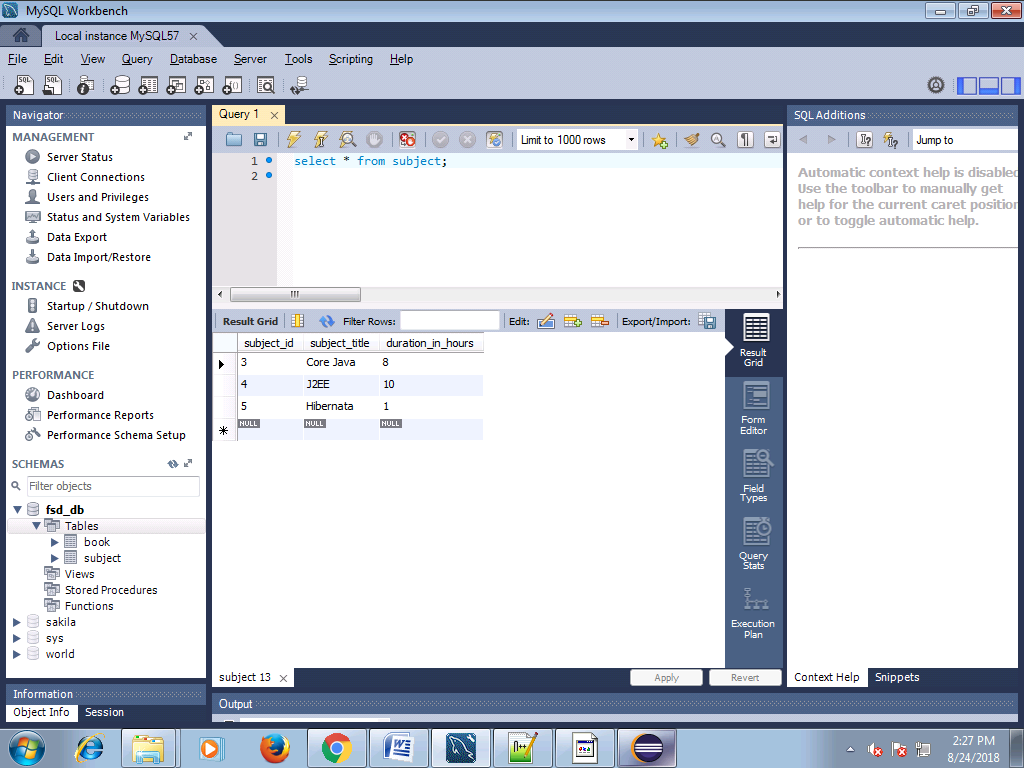 MySQL Workbench
Local instance MySQL57
File Edit View Query Database Server Tools Scripting Help
Navigator
MANAGEMENT
Server Status
Client Connections
Users and Privileges
Status and System Variables
Data Export
Data Import/Restore
INSTANCE
Startup / Shutdown
Server Logs
Options File
PERFORMANCE
Dashboard
Performance Reports
Performance Schema Setup
SCHEMAS
Filter objects
fsd_db
Tables
book
subject
Views
Stored Procedures
Functions
sakila
sys
world
Information
Object Info Session
Query 1
Limit to 1000 rows
1 select * from subject;
2
Result Grid Filter Rows: Edit: Export/Import:
subject_id subject_title duration_in_hours
3 Core Java 8
4 J2EE 10
5 Hibernata 1
NULL NULL NULL
Result
Grid
Form
Editor
Field
Types
Query
Stats
Execution
Plan
subject 13
Apply Revert
Output
SQL Additions
Jump to
Automatic context help is disabled.
Use the toolbar to manually get
help for the current caret position
or to toggle automatic help.
Context Help Snippets
2:27 PM
8/24/2018